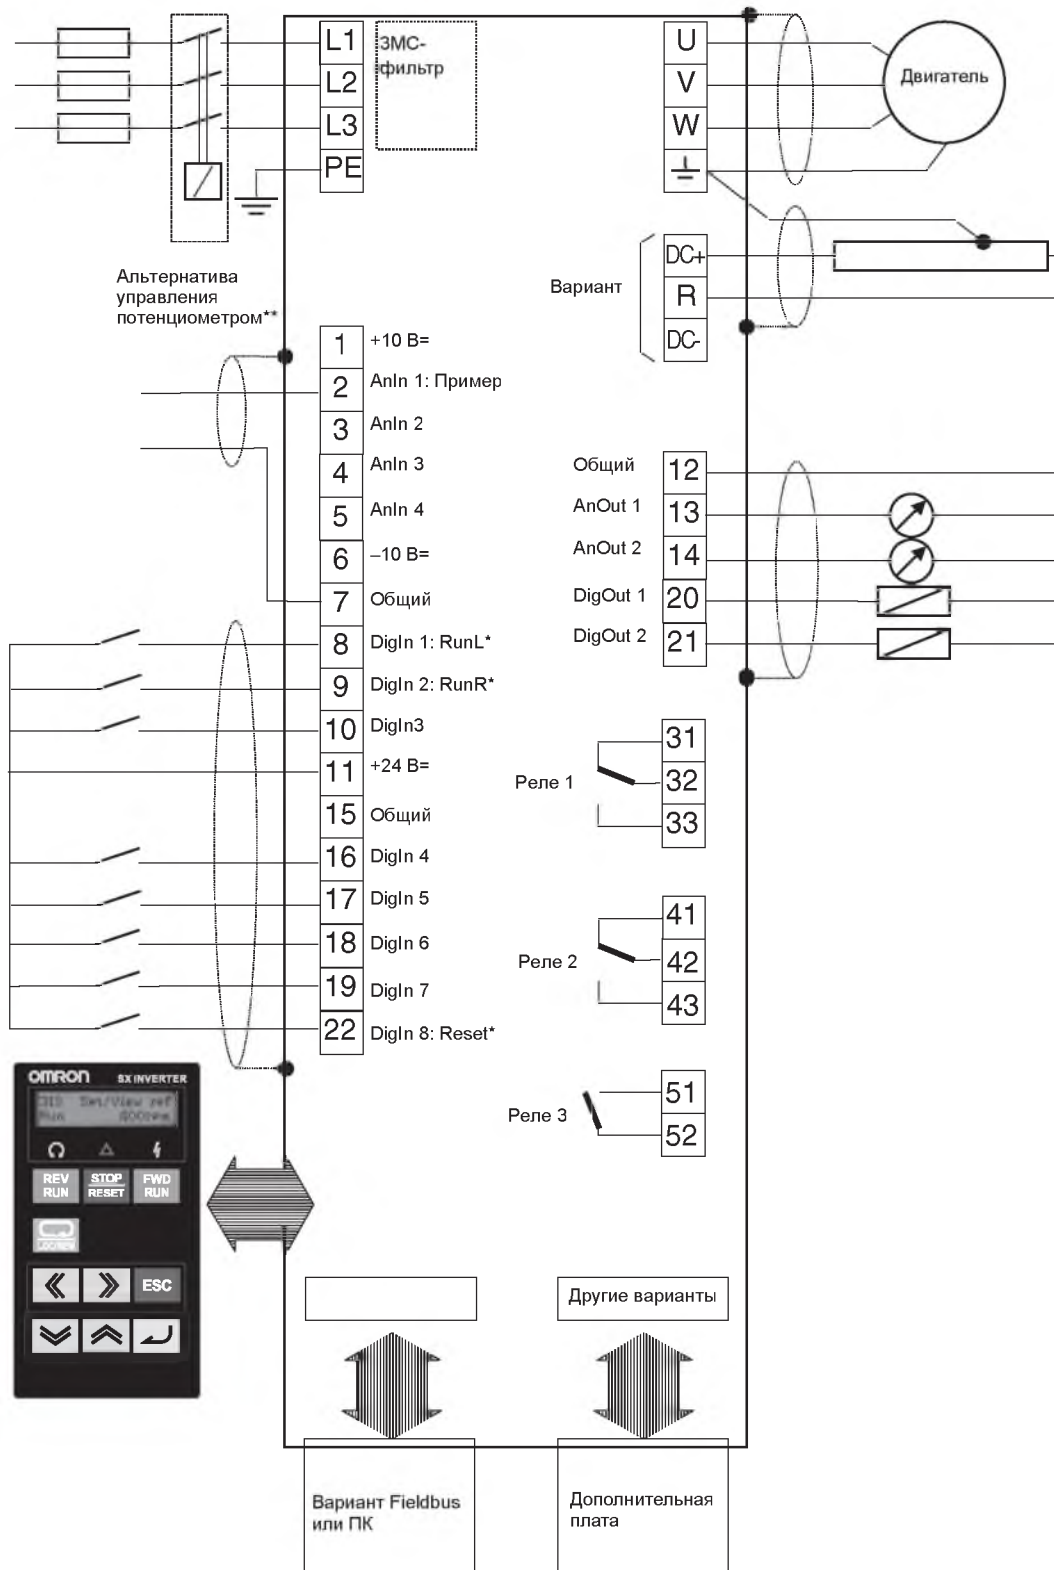 L1
L2
L3
PE
ЗМС-
фильтр
U
V
W
Двигатель
Вариант
DC+
R
DC-
Альтернатива
управления
потенциометром**
1 +10 В=
2 AnIn 1: Пример
3 AnIn 2
4 AnIn 3
5 AnIn 4
6 –10 В=
7 Общий
8 DigIn 1: RunL*
9 DigIn 2: RunR*
10 DigIn3
11 +24 В=
15 Общий
16 DigIn 4
17 DigIn 5
18 DigIn 6
19 DigIn 7
22 DigIn 8: Reset*
Общий 12
AnOut 1 13
AnOut 2 14
DigOut 1 20
DigOut 2 21
Реле 1
31
32
33
Реле 2
41
42
43
Реле 3
51
52
OMRON SX INVERTER
Set/View ref
Run
REV
RUN
STOP
RESET
FWD
RUN
ESC
Другие варианты
Вариант Fieldbus
или ПК
Дополнительная
плата